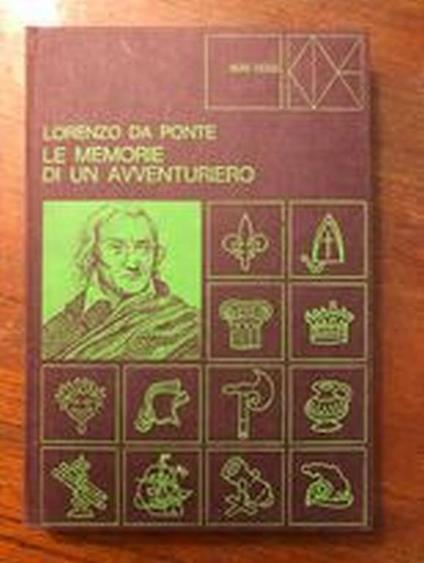 LORENZO DA PONTE
LE MEMORIE
DI UN AVVENTURIERO